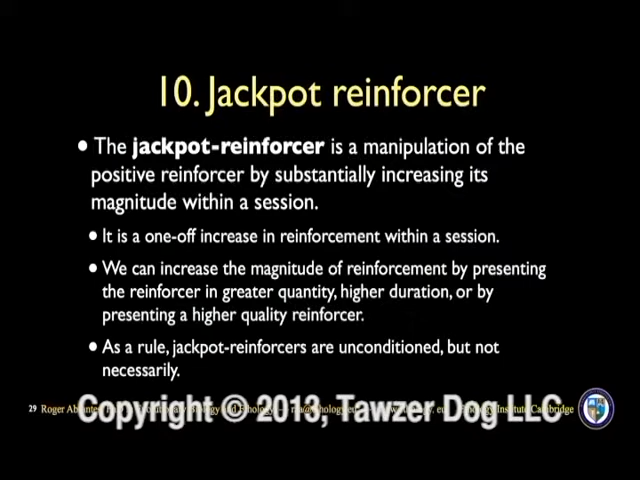 10. Jackpot reinforcer
• The jackpot-reinforcer is a manipulation of the
positive reinforcer by substantially increasing its
magnitude within a session.
• It is a one-off increase in reinforcement within a session.
• We can increase the magnitude of reinforcement by presenting
the reinforcer in greater quantity, higher duration, or by
presenting a higher quality reinforcer.
• As a rule, jackpot-reinforcers are unconditioned, but not
necessarily.
29 Roger Cambridge
Copyright © 2013, Tawzer Dog LLC